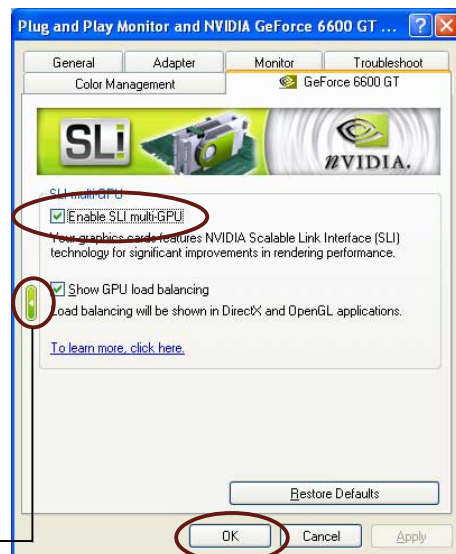 Plug and Play Monitor and NVIDIA GeForce 6600 GT ...
General Adapter Monitor Troubleshoot
Color Management GeForce 6600 GT
SLi nVIDIA.
SLI multi-GPU
Enable SLI multi-GPU
Your graphics cards features NVIDIA Scalable Link Interface (SLI)
technology for significant improvements in rendering performance.
Show GPU load balancing
Load balancing will be shown in DirectX and OpenGL applications.
To learn more, click here.
Restore Defaults
OK Cancel Apply